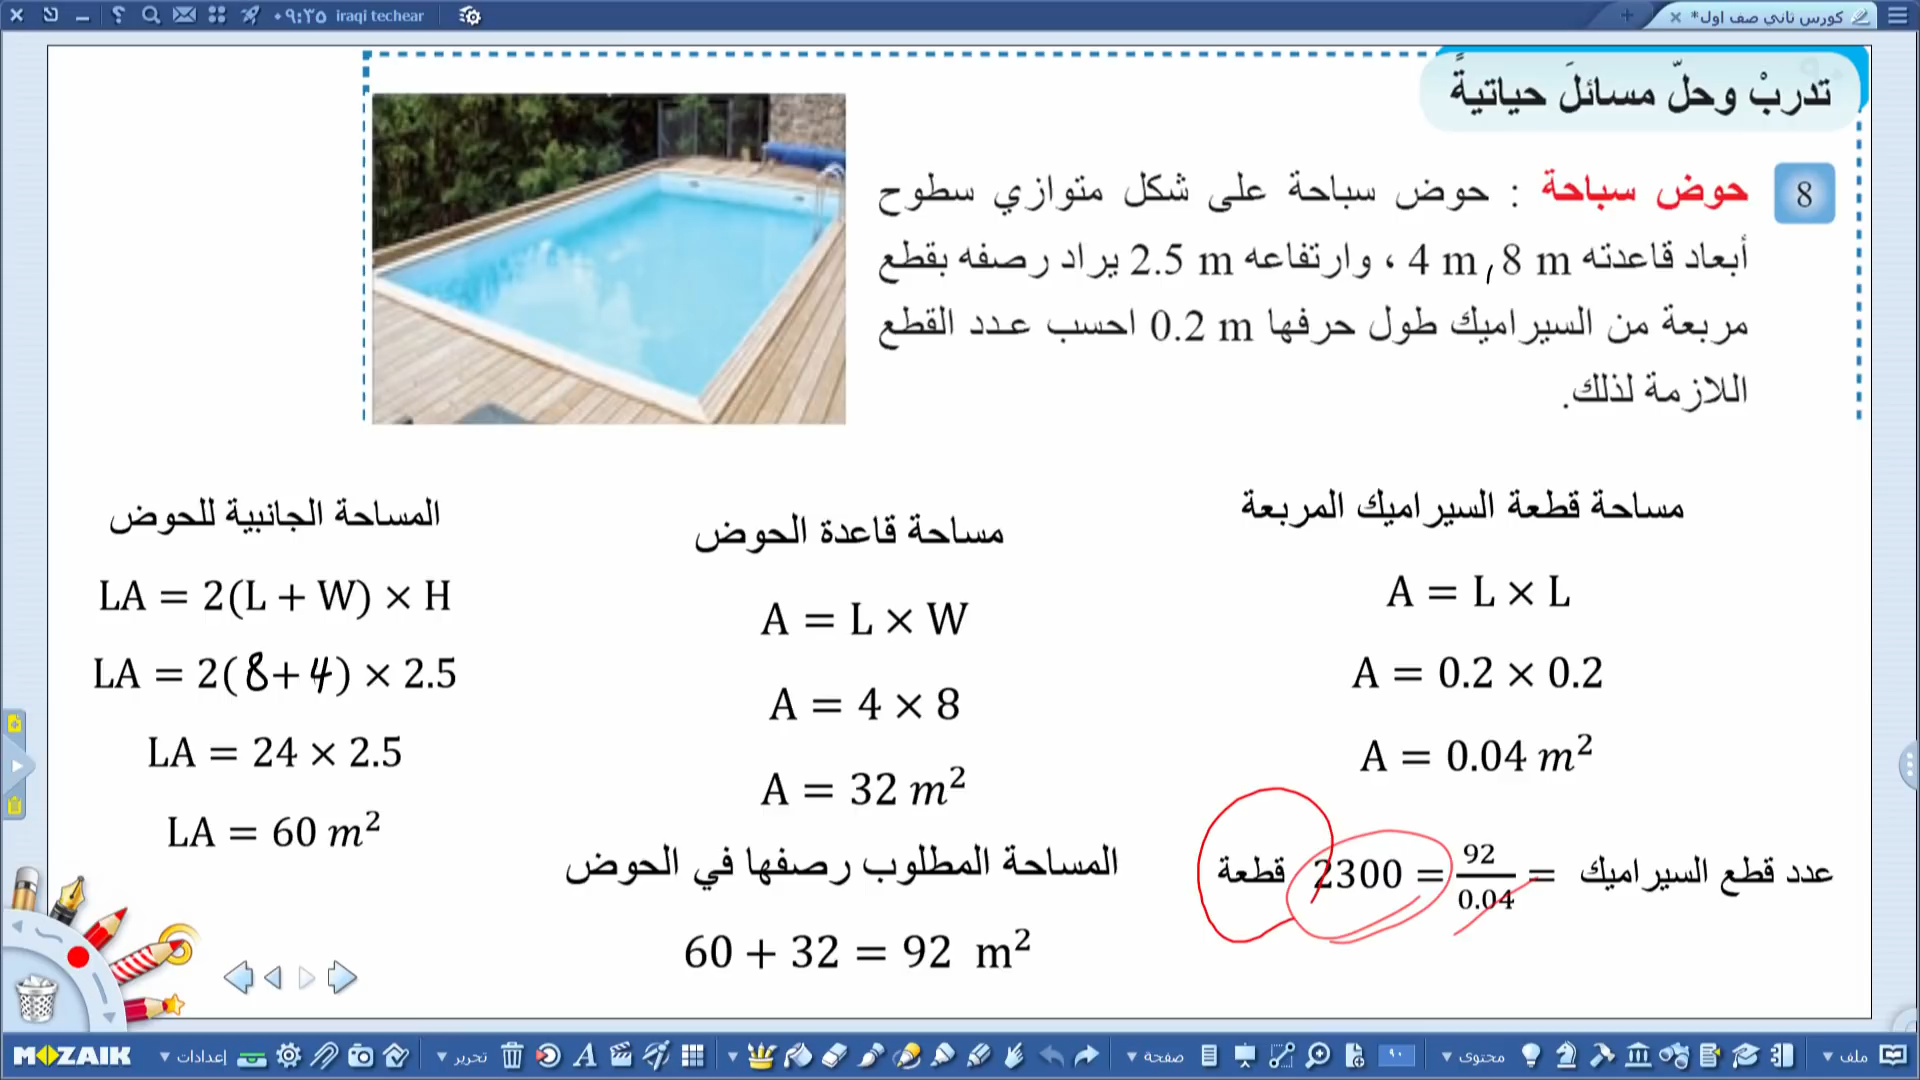 iraqi techear ٠٩:٣٥
كورس ثاني صف اول*
تدربْ وحلّ مسائلَ حياتيةً
8
حوض سباحة : حوض سباحة على شكل متوازي سطوح
أبعاد قاعدته 4 m , 8 m ، وارتفاعه 2.5 m يراد رصفه بقطع
مربعة من السيراميك طول حرفها 0.2 m احسب عدد القطع
اللازمة لذلك.
مساحة قطعة السيراميك المربعة
A = L × L
A = 0.2 × 0.2
A = 0.04 m²
عدد قطع السيراميك = 92/0.04 = 2300 قطعة
مساحة قاعدة الحوض
A = L × W
A = 4 × 8
A = 32 m²
المساحة المطلوب رصفها في الحوض
60 + 32 = 92 m²
المساحة الجانبية للحوض
LA = 2(L + W) × H
LA = 2(8+4) × 2.5
LA = 24 × 2.5
LA = 60 m²
MOZAIK
إعدادات
تحرير
صفحة
٩٠
محتوى
ملف